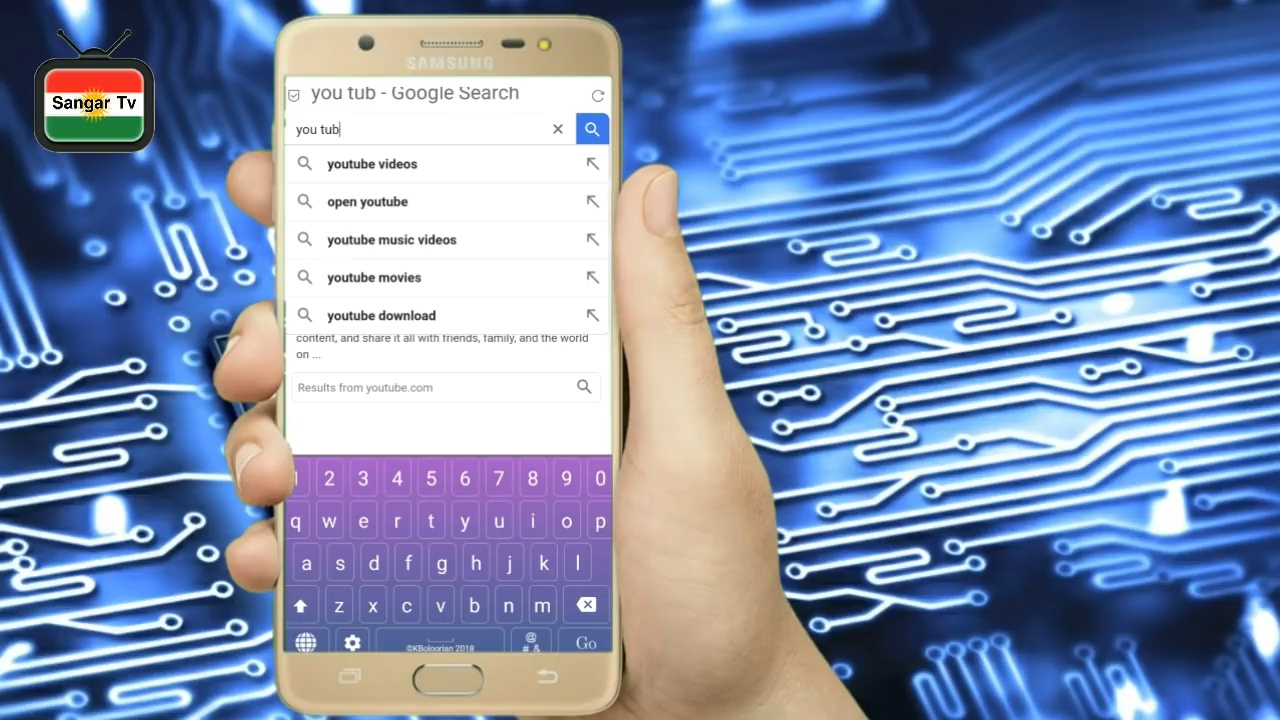 Sangar Tv
SAMSUNG
you tub - Google Search
you tub
youtube videos
open youtube
youtube music videos
youtube movies
youtube download
content, and share it all with friends, family, and the world
on ...
Results from youtube.com
1 2 3 4 5 6 7 8 9 0
q w e r t y u i o p
a s d f g h j k l
z x c v b n m
@
# &
©KBoloorian 2018
Go